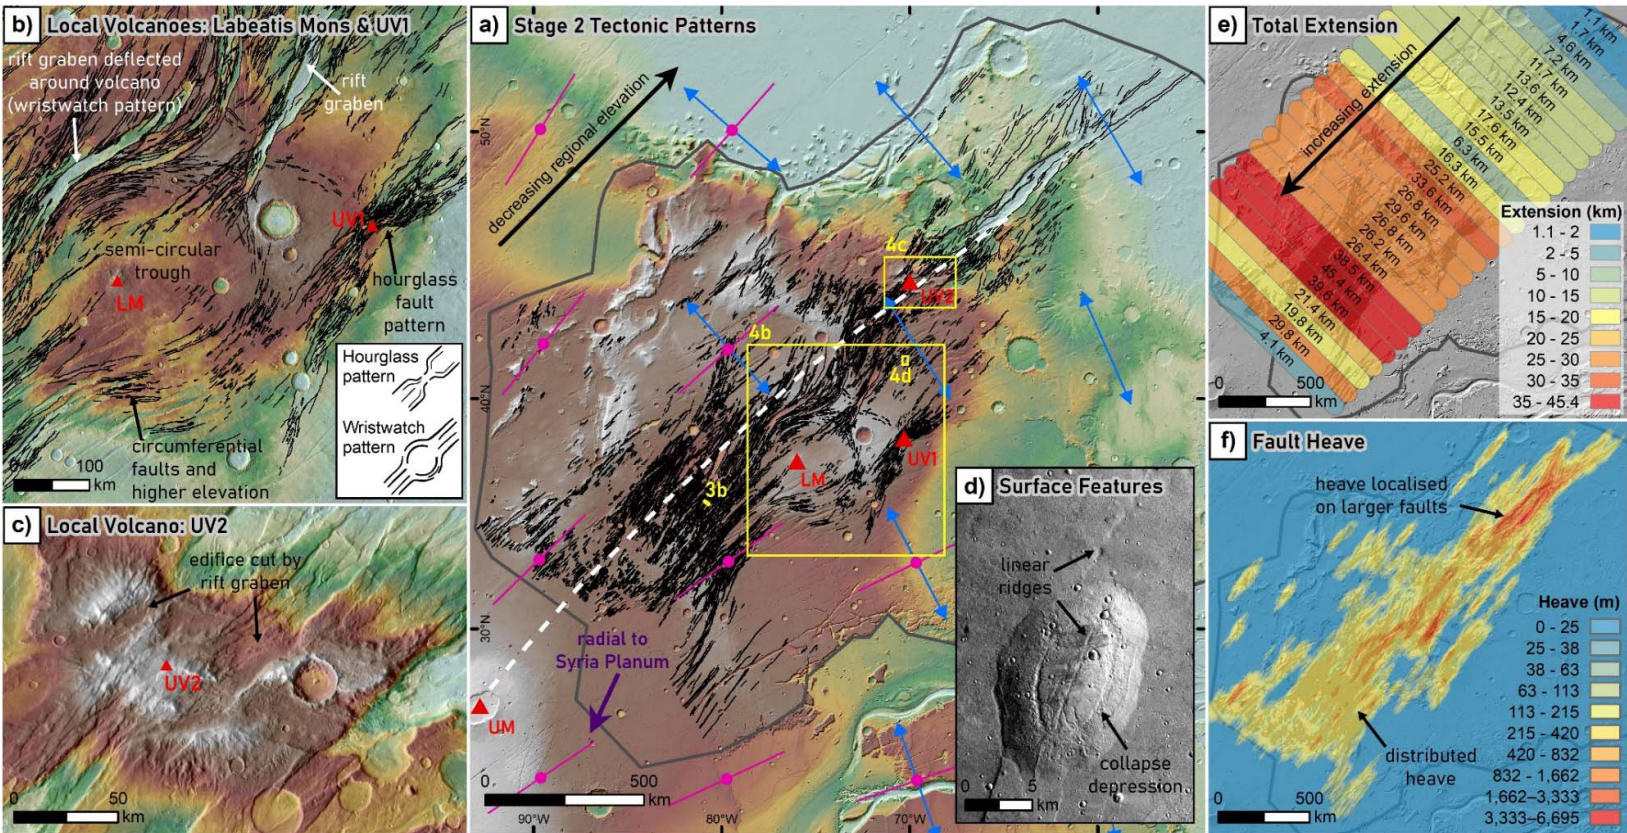 b) Local Volcanoes: Labeatis Mons & UV1
rift graben deflected
around volcano
(wristwatch pattern)
rift
graben
UV1
semi-circular
trough
LM
hourglass
fault
pattern
Hourglass
pattern
Wristwatch
pattern
circumferential
faults and
higher elevation
0 100
km
c) Local Volcano: UV2
edifice cut by
rift graben
UV2
0 50
km
a) Stage 2 Tectonic Patterns
decreasing regional elevation
50°N
40°N
30°N
4c
UV2
4b
4d
UV1
LM
3b
radial to
Syria Planum
UM
0 500
km
90°W 80°W 70°W
d) Surface Features
linear
ridges
collapse
depression
0 5
km
e) Total Extension
increasing extension
1.1 km
1.7 km
4.6 km
7.2 km
11.7 km
13.6 km
12.4 km
13.5 km
17.6 km
15.5 km
6.3 km
16.3 km
25.2 km
33.6 km
26.8 km
29.6 km
26.8 km
26.2 km
26.4 km
38.5 km
45.4 km
39.6 km
21.4 km
19.8 km
29.8 km
4.1 km
Extension (km)
1.1 - 2
2 - 5
5 - 10
10 - 15
15 - 20
20 - 25
25 - 30
30 - 35
35 - 45.4
0 500
km
f) Fault Heave
heave localised
on larger faults
distributed
heave
Heave (m)
0 - 25
25 - 38
38 - 63
63 - 113
113 - 215
215 - 420
420 - 832
832 - 1,662
1,662–3,333
3,333–6,695
0 500
km